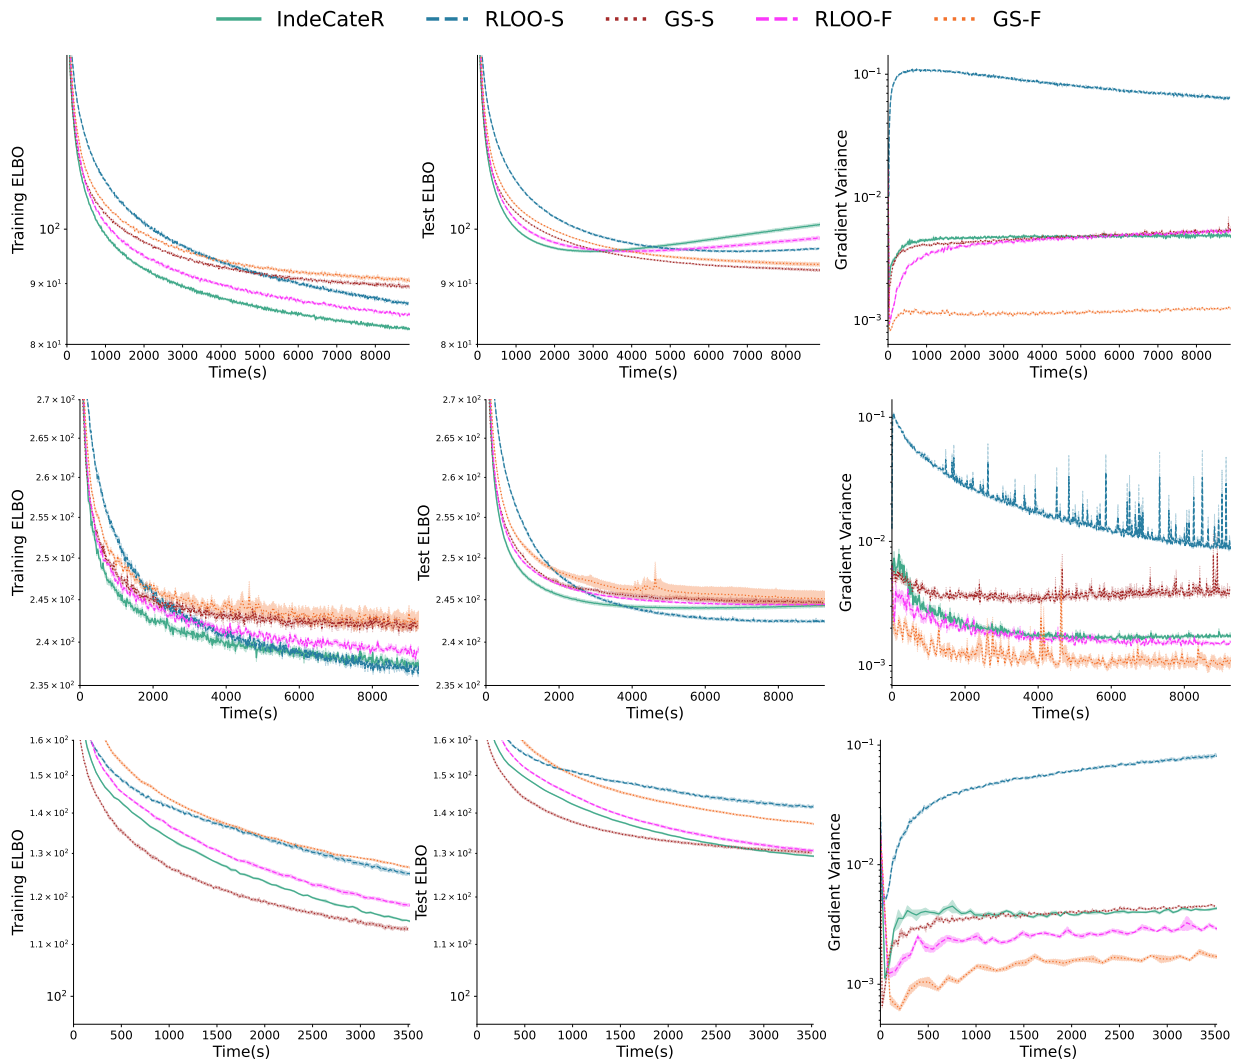 IndeCateR RLOO-S GS-S RLOO-F GS-F
Training ELBO
10²
9 × 10¹
8 × 10¹
0 1000 2000 3000 4000 5000 6000 7000 8000
Time(s)
Test ELBO
10²
9 × 10¹
8 × 10¹
0 1000 2000 3000 4000 5000 6000 7000 8000
Time(s)
Gradient Variance
10⁻¹
10⁻²
10⁻³
0 1000 2000 3000 4000 5000 6000 7000 8000
Time(s)
Training ELBO
2.7 × 10²
2.65 × 10²
2.6 × 10²
2.55 × 10²
2.5 × 10²
2.45 × 10²
2.4 × 10²
2.35 × 10²
0 2000 4000 6000 8000
Time(s)
Test ELBO
2.7 × 10²
2.65 × 10²
2.6 × 10²
2.55 × 10²
2.5 × 10²
2.45 × 10²
2.4 × 10²
2.35 × 10²
0 2000 4000 6000 8000
Time(s)
Gradient Variance
10⁻¹
10⁻²
10⁻³
0 2000 4000 6000 8000
Time(s)
Training ELBO
1.6 × 10²
1.5 × 10²
1.4 × 10²
1.3 × 10²
1.2 × 10²
1.1 × 10²
10²
0 500 1000 1500 2000 2500 3000 3500
Time(s)
Test ELBO
1.6 × 10²
1.5 × 10²
1.4 × 10²
1.3 × 10²
1.2 × 10²
1.1 × 10²
10²
0 500 1000 1500 2000 2500 3000 3500
Time(s)
Gradient Variance
10⁻¹
10⁻²
10⁻³
0 500 1000 1500 2000 2500 3000 3500
Time(s)